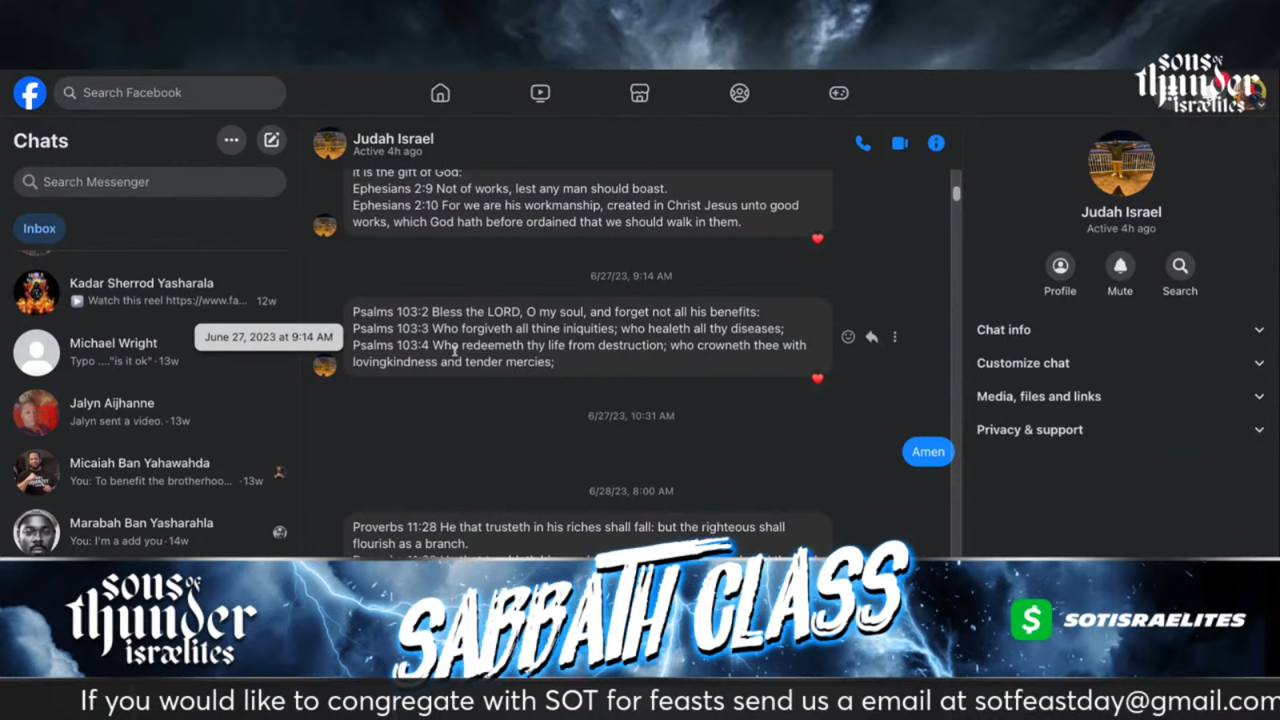 sons of
thunder
israelites
Search Facebook
Chats
Search Messenger
Inbox
Kadar Sherrod Yasharala
Watch this reel https://www.fa... 12w
Michael Wright
Typo ...."is it ok" · 13w
Jalyn Aijhanne
Jalyn sent a video. · 13w
Micaiah Ban Yahawahda
You: To benefit the brotherhoo... · 13w
Marabah Ban Yasharahla
You: I'm a add you · 14w
June 27, 2023 at 9:14 AM
Judah Israel
Active 4h ago
it is the gift of God:
Ephesians 2:9 Not of works, lest any man should boast.
Ephesians 2:10 For we are his workmanship, created in Christ Jesus unto good
works, which God hath before ordained that we should walk in them.
6/27/23, 9:14 AM
Psalms 103:2 Bless the LORD, O my soul, and forget not all his benefits:
Psalms 103:3 Who forgiveth all thine iniquities; who healeth all thy diseases;
Psalms 103:4 Who redeemeth thy life from destruction; who crowneth thee with
lovingkindness and tender mercies;
6/27/23, 10:31 AM
Amen
6/28/23, 8:00 AM
Proverbs 11:28 He that trusteth in his riches shall fall: but the righteous shall
flourish as a branch.
Judah Israel
Active 4h ago
Profile
Mute
Search
Chat info
Customize chat
Media, files and links
Privacy & support
sons of
thunder
israelites
SABBATH CLASS
$ SOTISRAELITES
If you would like to congregate with SOT for feasts send us a email at sotfeastday@gmail.com